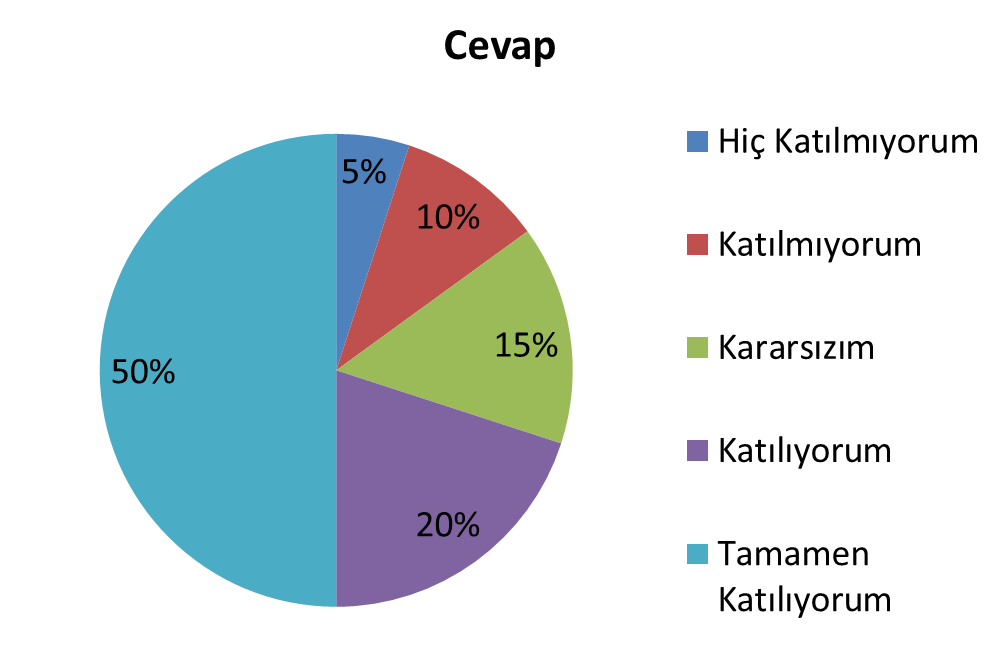 Cevap
5%
10%
15%
20%
50%
Hiç Katılmıyorum
Katılmıyorum
Kararsızım
Katılıyorum
Tamamen
Katılıyorum